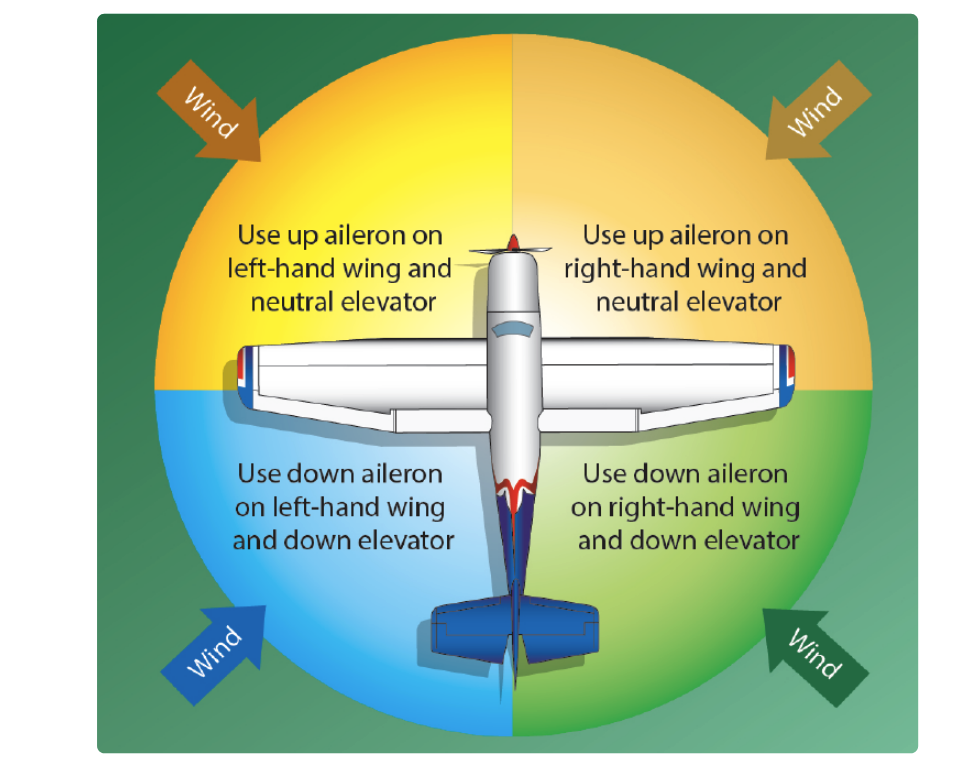 Wind
Wind
Use up aileron on
left-hand wing and
neutral elevator
Use up aileron on
right-hand wing and
neutral elevator
Use down aileron
on left-hand wing
and down elevator
Use down aileron
on right-hand wing
and down elevator
Wind
Wind